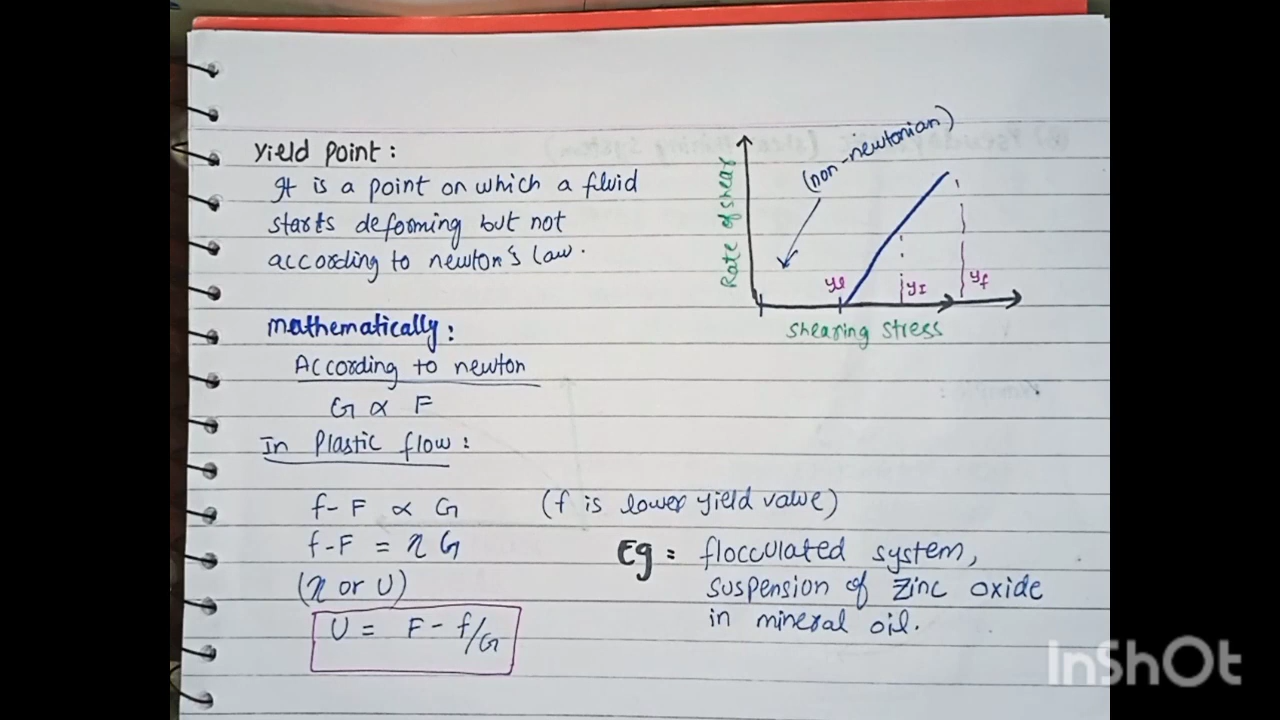 Yield point:
It is a point on which a fluid
starts deforming but not
according to newton's law.
Mathematically:
According to newton
G ∝ F
In Plastic flow:
f-F ∝ G (f is lower yield value)
f-F = η G
(η or U)
U = F - f/G
Eg: flocculated system,
suspension of zinc oxide
in mineral oil.
(non-newtonian)
Rate of shear
yl yI yf
shearing stress
InShOt